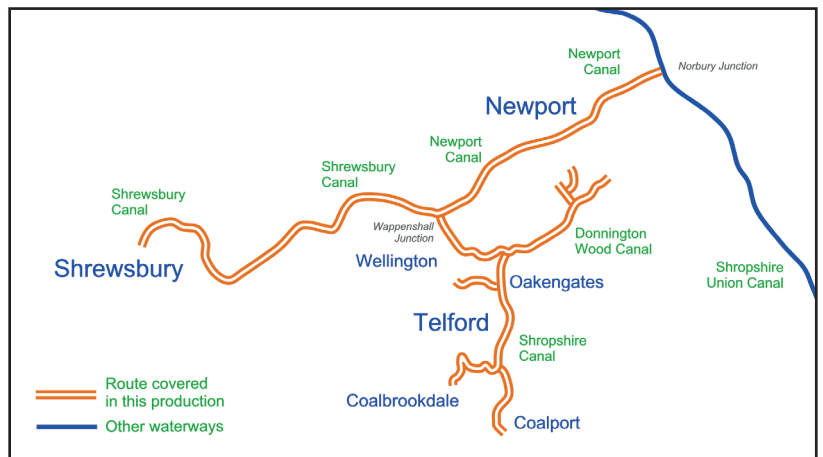 Newport
Canal
Norbury Junction
Newport
Newport
Canal
Shrewsbury
Canal
Shrewsbury
Canal
Wappenshall
Junction
Donnington
Wood Canal
Wellington
Shrewsbury
Shropshire
Union Canal
Oakengates
Telford
Shropshire
Canal
Route covered
in this production
Coalbrookdale
Coalport
Other waterways